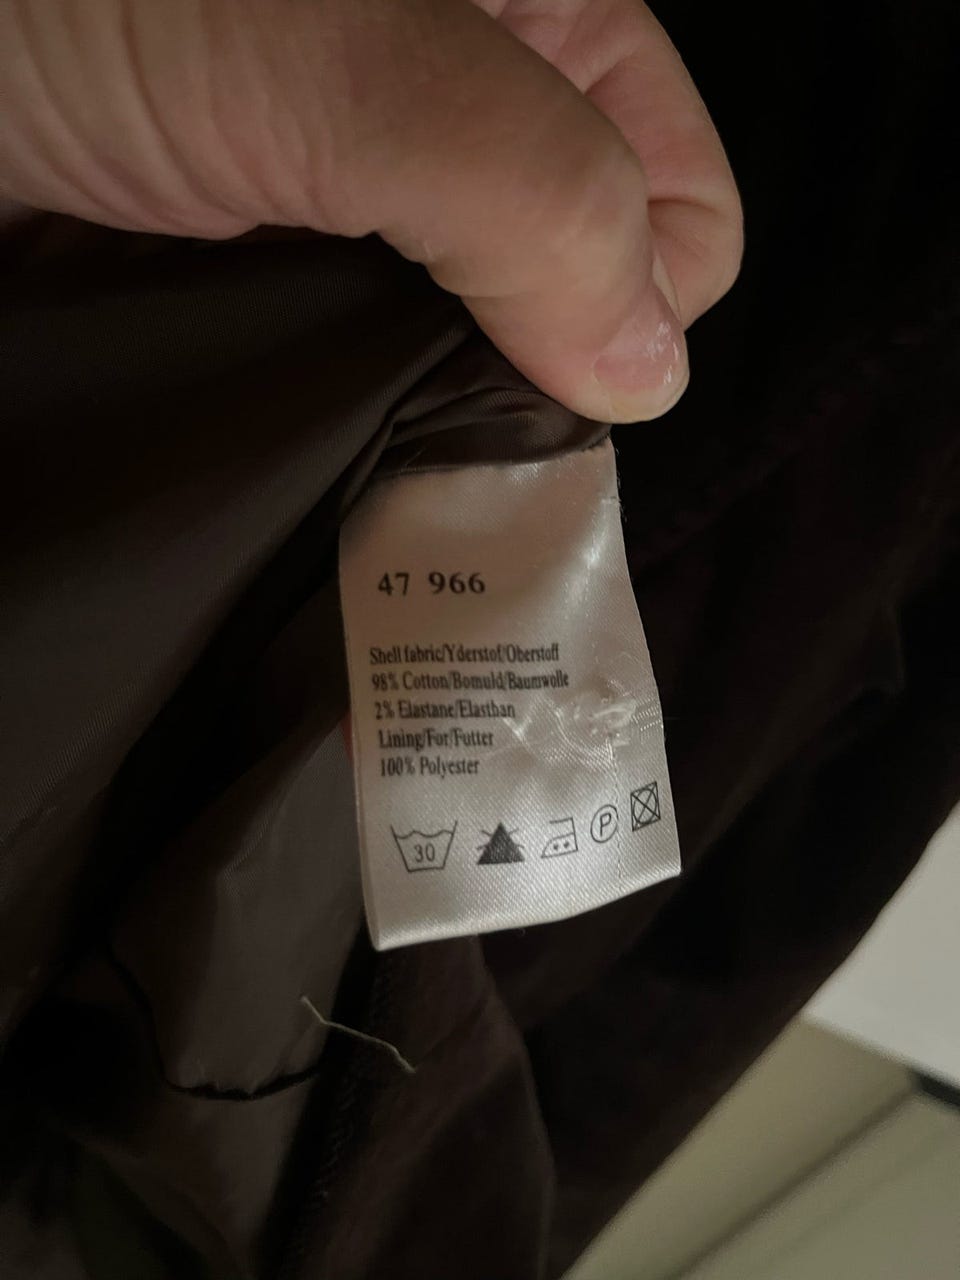 47 966
Shell fabric/Yderstof/Oberstoff
98% Cotton/Bomuld/Baumwolle
2% Elastane/Elasthan
Lining/For/Futter
100% Polyester
30
P